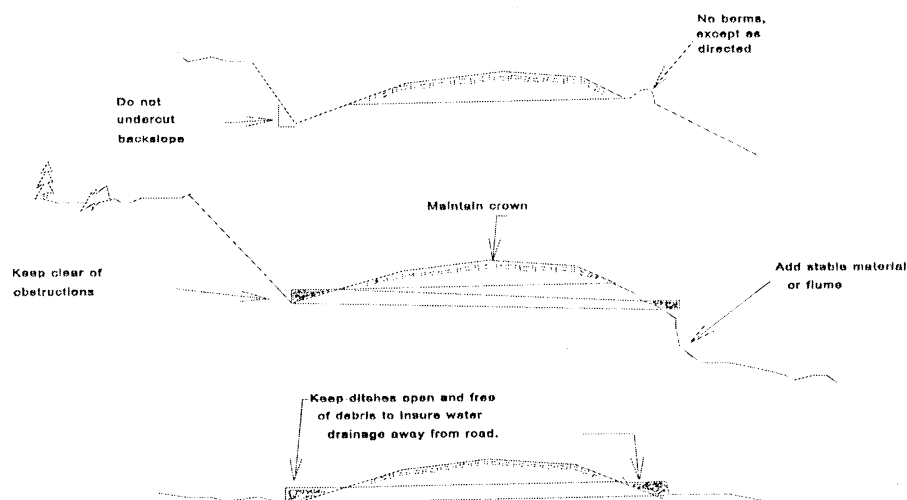 No berms,
except as
directed
Do not
undercut
backslope
Maintain crown
Keep clear of
obstructions
Add stable material
or flume
Keep ditches open and free
of debris to insure water
drainage away from road.